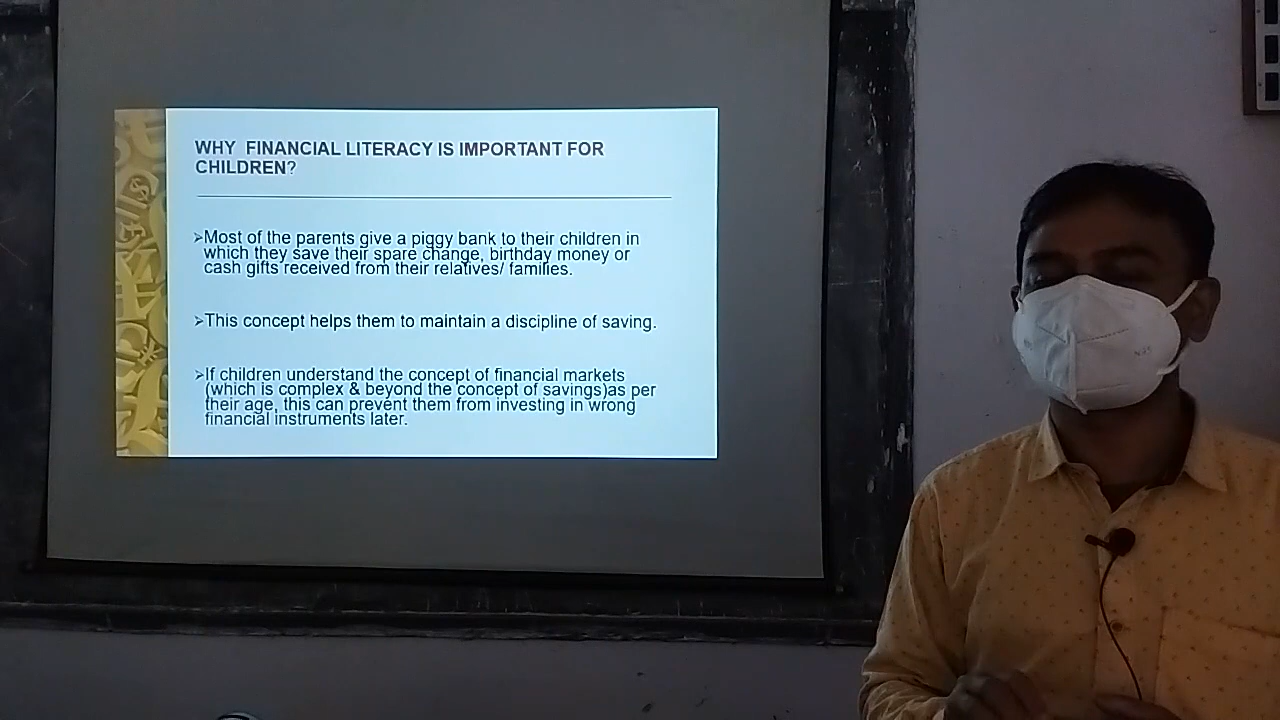 WHY FINANCIAL LITERACY IS IMPORTANT FOR
CHILDREN?
➢Most of the parents give a piggy bank to their children in
which they save their spare change, birthday money or
cash gifts received from their relatives/ families.
➢This concept helps them to maintain a discipline of saving.
➢If children understand the concept of financial markets
(which is complex & beyond the concept of savings)as per
their age, this can prevent them from investing in wrong
financial instruments later.